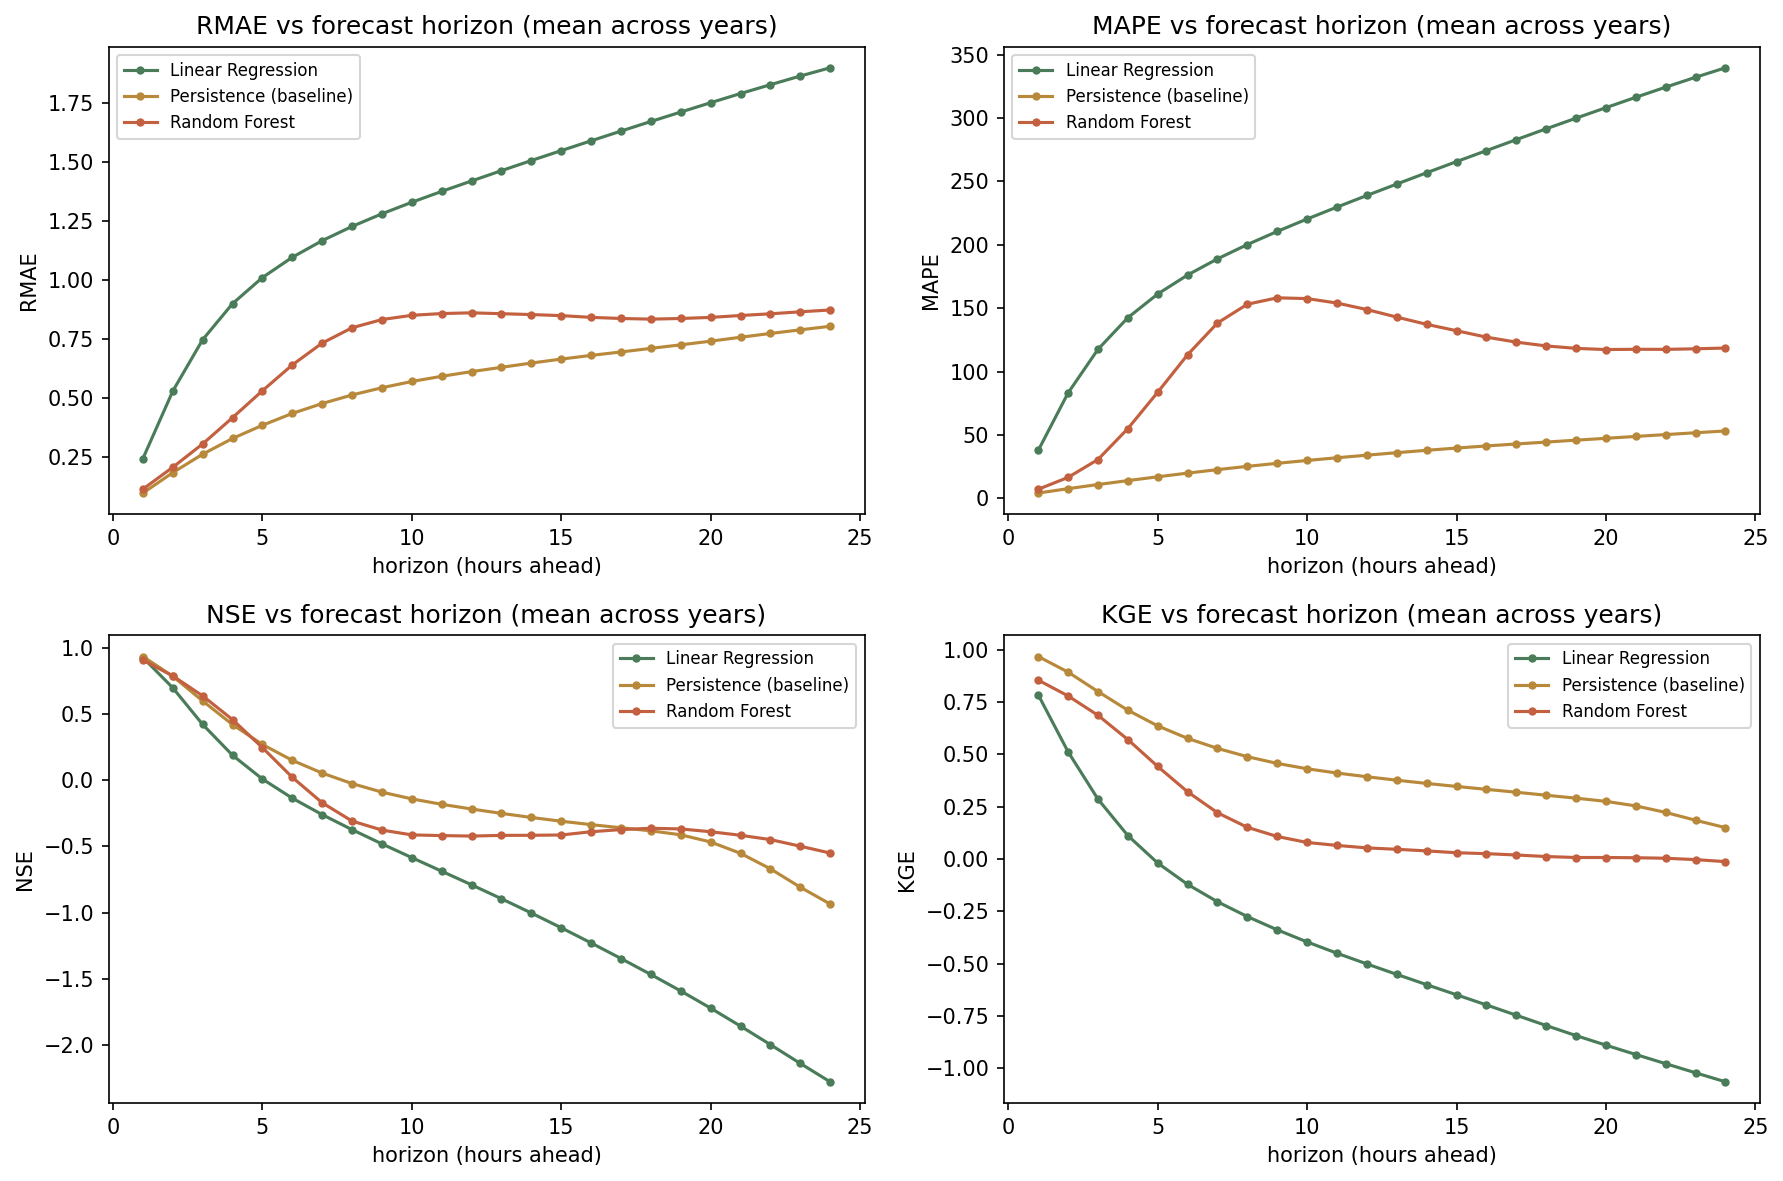 RMAE vs forecast horizon (mean across years)
Linear Regression
Persistence (baseline)
Random Forest
1.75
1.50
1.25
1.00
0.75
0.50
0.25
RMAE
0 5 10 15 20 25
horizon (hours ahead)
MAPE vs forecast horizon (mean across years)
Linear Regression
Persistence (baseline)
Random Forest
350
300
250
200
150
100
50
0
MAPE
0 5 10 15 20 25
horizon (hours ahead)
NSE vs forecast horizon (mean across years)
Linear Regression
Persistence (baseline)
Random Forest
1.0
0.5
0.0
−0.5
−1.0
−1.5
−2.0
NSE
0 5 10 15 20 25
horizon (hours ahead)
KGE vs forecast horizon (mean across years)
Linear Regression
Persistence (baseline)
Random Forest
1.00
0.75
0.50
0.25
0.00
−0.25
−0.50
−0.75
−1.00
KGE
0 5 10 15 20 25
horizon (hours ahead)